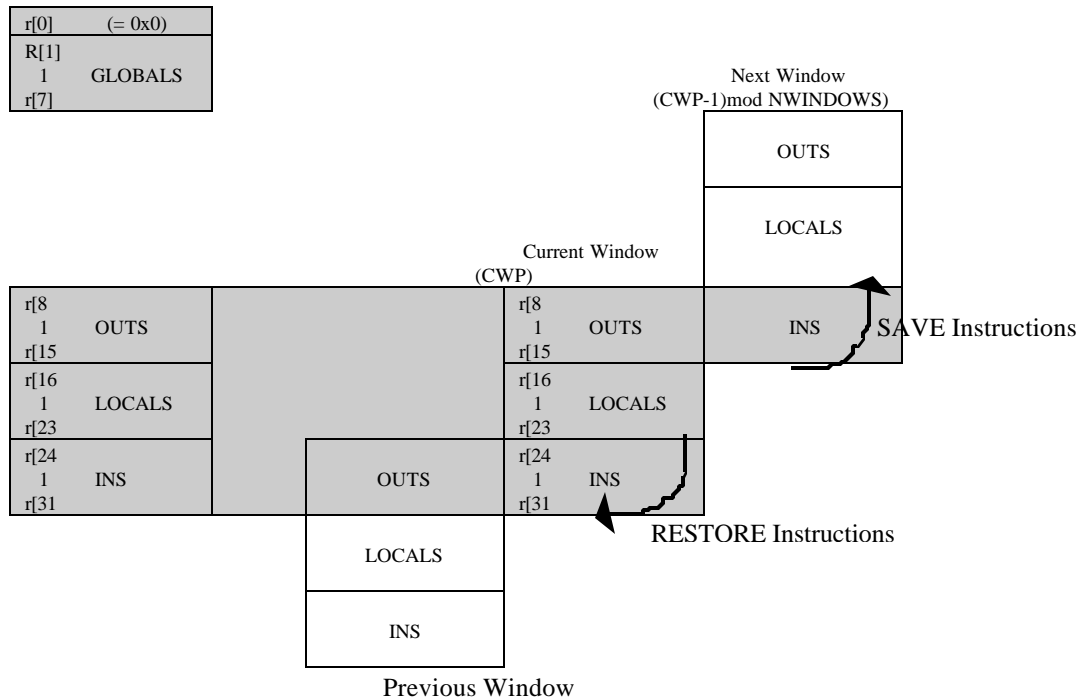 r[0] (= 0x0)
R[1]
1 GLOBALS
r[7]
Next Window
(CWP-1)mod NWINDOWS)
OUTS
LOCALS
Current Window
(CWP)
r[8
1 OUTS
r[15
r[8
1 OUTS
r[15
INS
SAVE Instructions
r[16
1 LOCALS
r[23
r[16
1 LOCALS
r[23
r[24
1 INS
r[31
OUTS
r[24
1 INS
r[31
RESTORE Instructions
LOCALS
INS
Previous Window